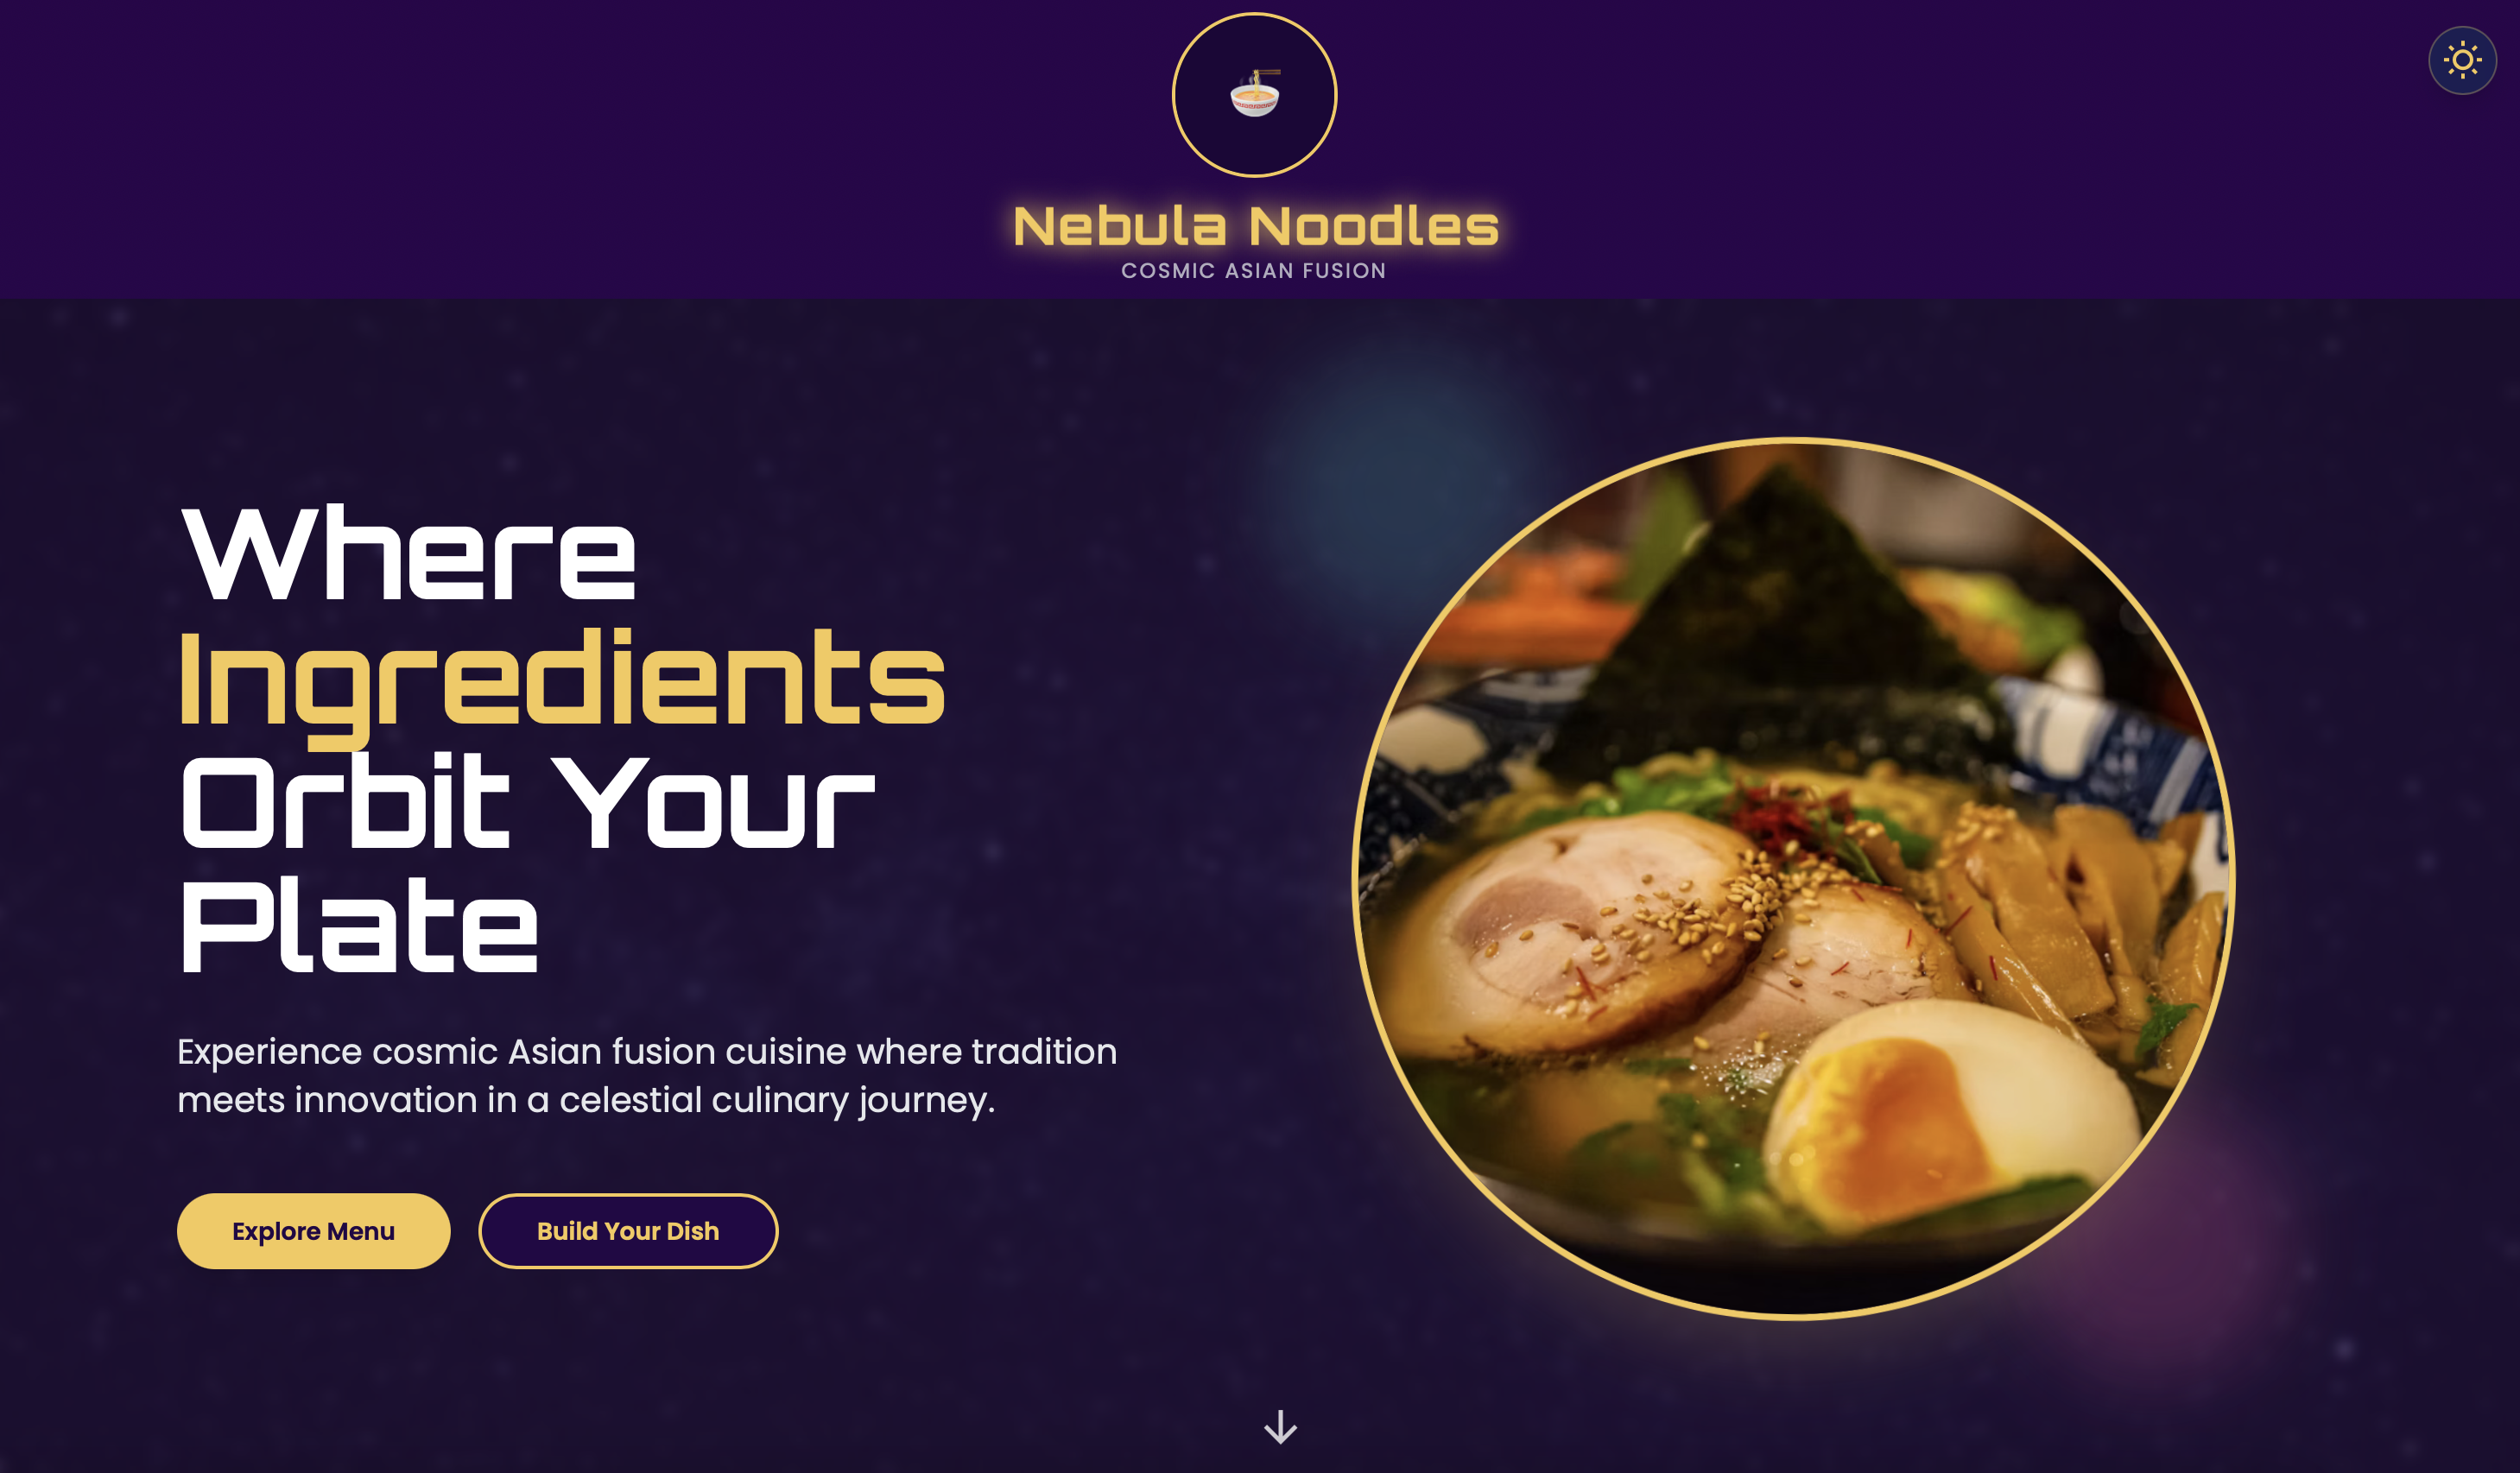 Nebula Noodles
COSMIC ASIAN FUSION
Where
Ingredients
Orbit Your
Plate
Experience cosmic Asian fusion cuisine where tradition
meets innovation in a celestial culinary journey.
Explore Menu
Build Your Dish